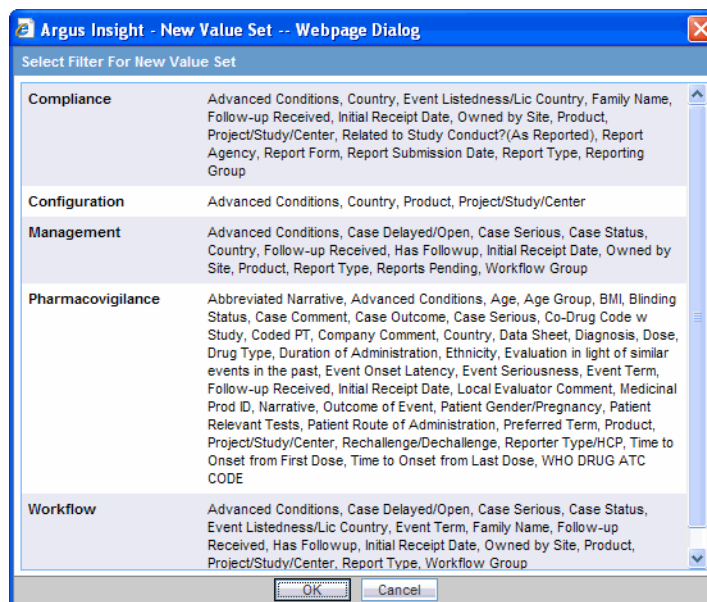 Argus Insight - New Value Set -- Webpage Dialog
Select Filter For New Value Set
Compliance
Advanced Conditions, Country, Event Listedness/Lic Country, Family Name,
Follow-up Received, Initial Receipt Date, Owned by Site, Product,
Project/Study/Center, Related to Study Conduct?(As Reported), Report
Agency, Report Form, Report Submission Date, Report Type, Reporting
Group
Configuration
Advanced Conditions, Country, Product, Project/Study/Center
Management
Advanced Conditions, Case Delayed/Open, Case Serious, Case Status,
Country, Follow-up Received, Has Followup, Initial Receipt Date, Owned by
Site, Product, Report Type, Reports Pending, Workflow Group
Pharmacovigilance
Abbreviated Narrative, Advanced Conditions, Age, Age Group, BMI, Blinding
Status, Case Comment, Case Outcome, Case Serious, Co-Drug Code w
Study, Coded PT, Company Comment, Country, Data Sheet, Diagnosis, Dose,
Drug Type, Duration of Administration, Ethnicity, Evaluation in light of similar
events in the past, Event Onset Latency, Event Seriousness, Event Term,
Follow-up Received, Initial Receipt Date, Local Evaluator Comment, Medicinal
Prod ID, Narrative, Outcome of Event, Patient Gender/Pregnancy, Patient
Relevant Tests, Patient Route of Administration, Preferred Term, Product,
Project/Study/Center, Rechallenge/Dechallenge, Reporter Type/HCP, Time to
Onset from First Dose, Time to Onset from Last Dose, WHO DRUG ATC
CODE
Workflow
Advanced Conditions, Case Delayed/Open, Case Serious, Case Status,
Event Listedness/Lic Country, Event Term, Family Name, Follow-up
Received, Has Followup, Initial Receipt Date, Owned by Site, Product,
Project/Study/Center, Report Type, Workflow Group
OK
Cancel